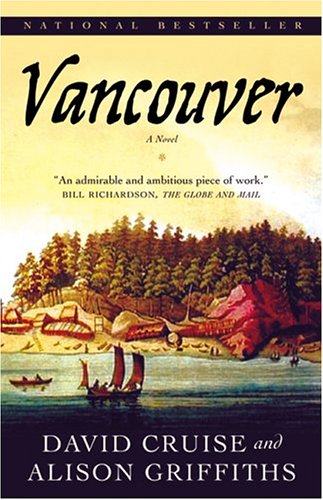 NATIONAL BESTSELLER
Vancouver
A Novel
"An admirable and ambitious piece of work."
BILL RICHARDSON, THE GLOBE AND MAIL
DAVID CRUISE and
ALISON GRIFFITHS